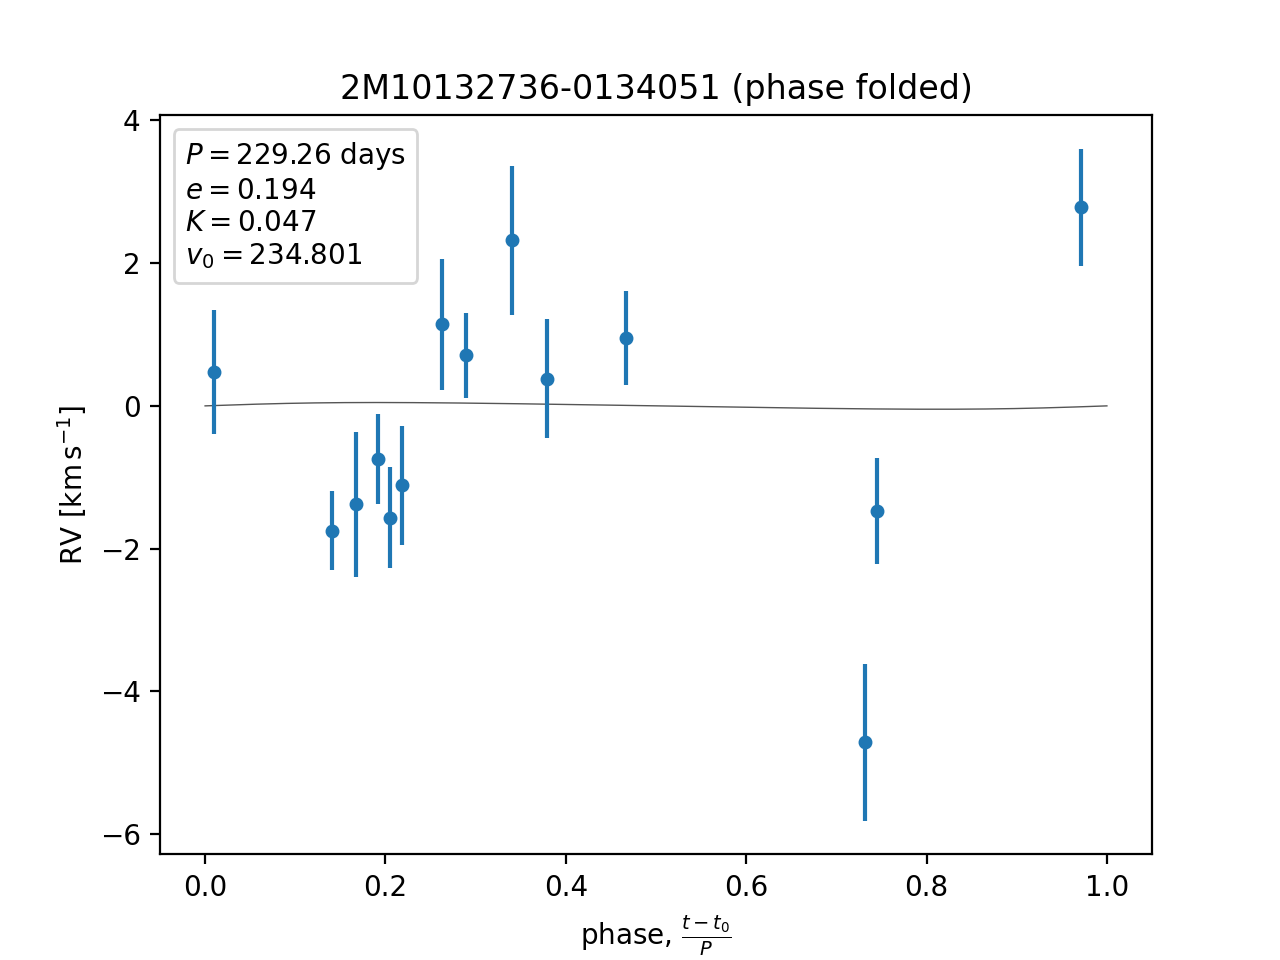 2M10132736-0134051 (phase folded)
P = 229.26 days
e = 0.194
K = 0.047
v₀ = 234.801
4
2
0
−2
−4
−6
RV [km s⁻¹]
0.0 0.2 0.4 0.6 0.8 1.0
phase, (t − t₀)/P